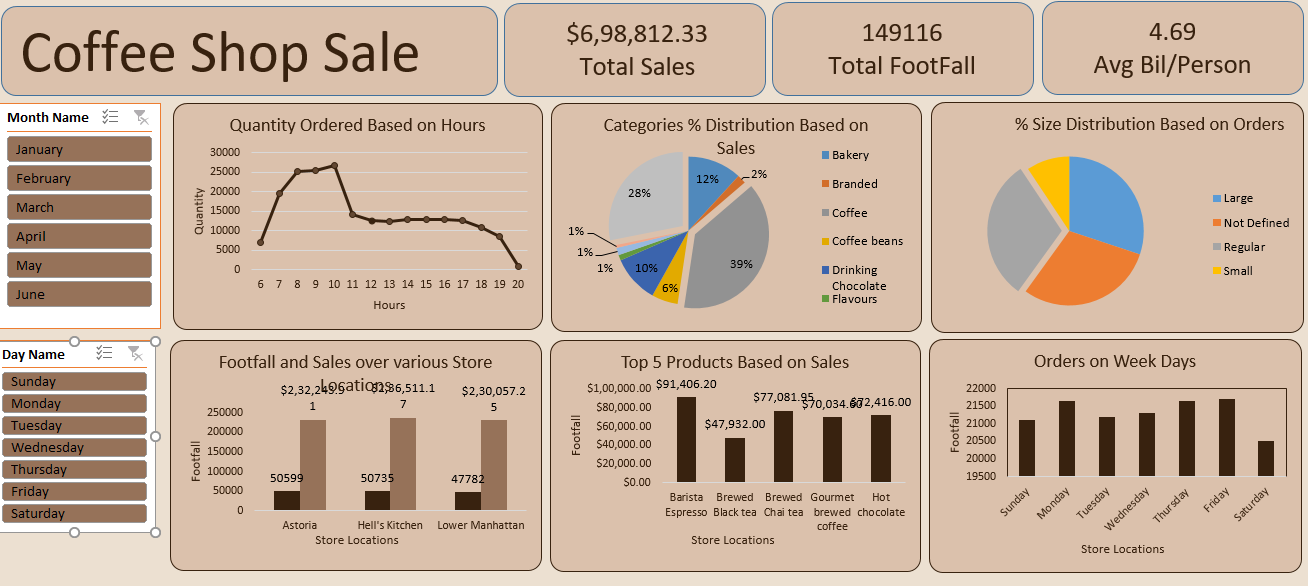 Coffee Shop Sale
$6,98,812.33
Total Sales
149116
Total FootFall
4.69
Avg Bil/Person
Month Name
January
February
March
April
May
June
Day Name
Sunday
Monday
Tuesday
Wednesday
Thursday
Friday
Saturday
Quantity Ordered Based on Hours
30000
25000
20000
15000
10000
5000
0
Quantity
6 7 8 9 10 11 12 13 14 15 16 17 18 19 20
Hours
Categories % Distribution Based on
Sales
12%
2%
39%
6%
10%
1%
1%
1%
28%
Bakery
Branded
Coffee
Coffee beans
Drinking
Chocolate
Flavours
% Size Distribution Based on Orders
Large
Not Defined
Regular
Small
Footfall and Sales over various Store
Locations
$2,36,511.1
7
$2,30,057.2
5
250000
200000
150000
100000
50000
0
Footfall
50599
50735
47782
Astoria
Hell's Kitchen
Lower Manhattan
Store Locations
Top 5 Products Based on Sales
$1,00,000.00
$80,000.00
$60,000.00
$40,000.00
$20,000.00
$0.00
Footfall
$91,406.20
$47,932.00
$77,081.95
$72,416.00
Barista
Espresso
Brewed
Black tea
Brewed
Chai tea
Gourmet
brewed
coffee
Hot
chocolate
Store Locations
Orders on Week Days
22000
21500
21000
20500
20000
19500
Footfall
Sunday
Monday
Tuesday
Wednesday
Thursday
Friday
Saturday
Store Locations